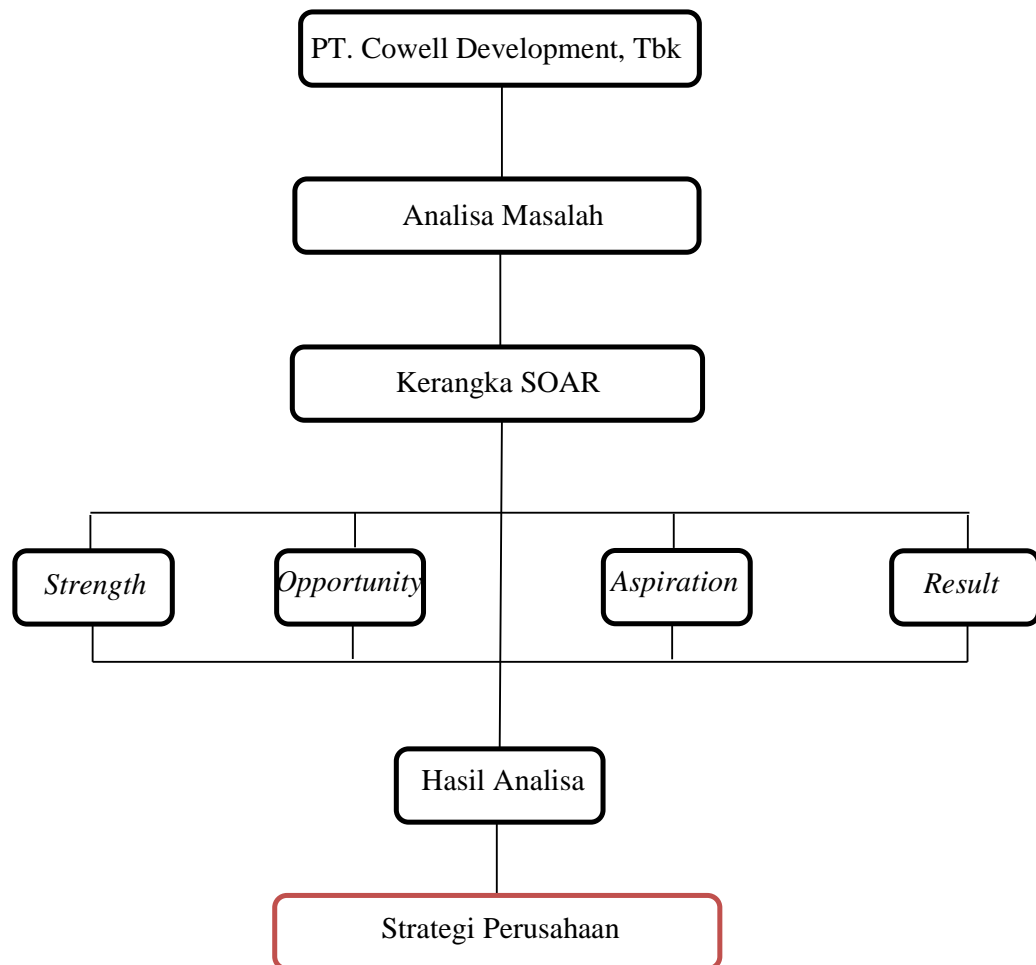 PT. Cowell Development, Tbk
Analisa Masalah
Kerangka SOAR
Strength
Opportunity
Aspiration
Result
Hasil Analisa
Strategi Perusahaan